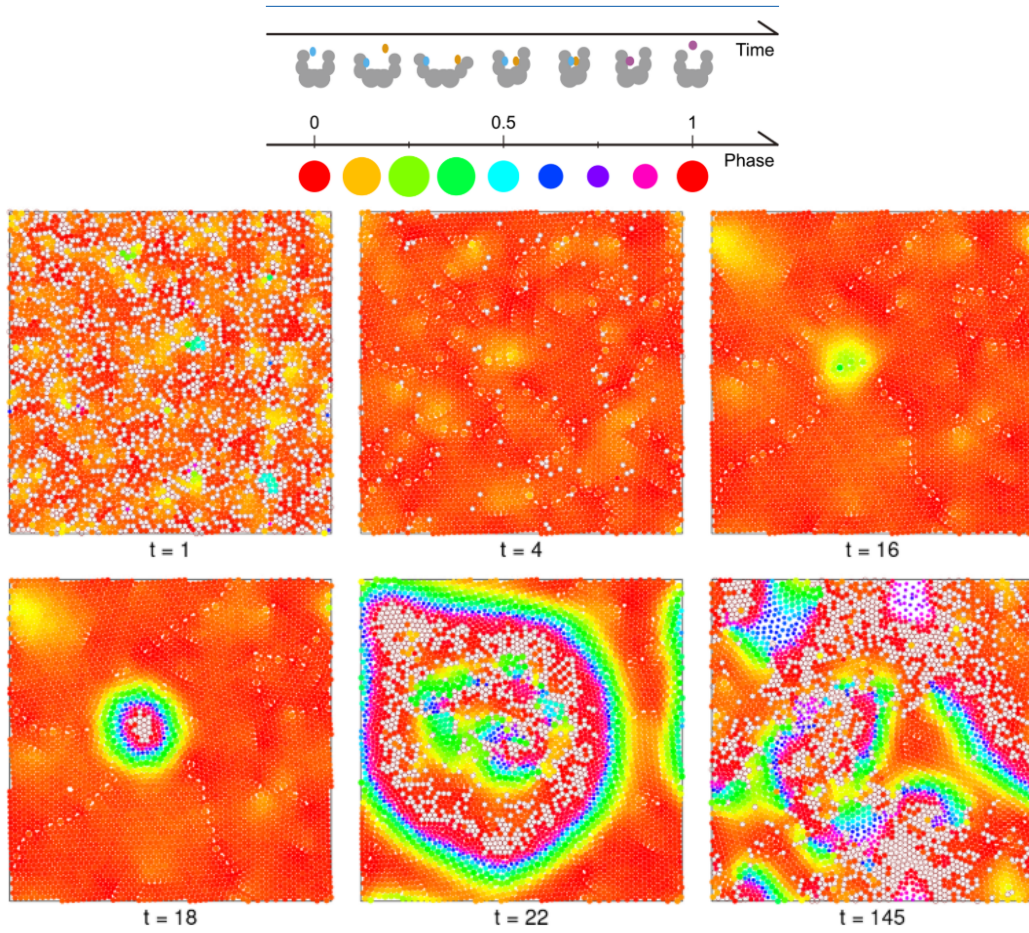 Time
0 0.5 1
Phase
t = 1 t = 4 t = 16
t = 18 t = 22 t = 145